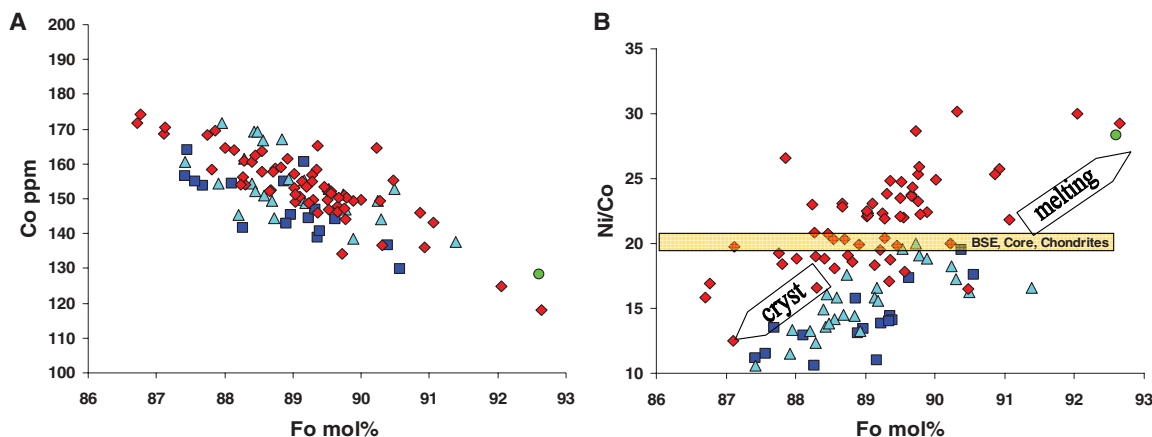 A
200
190
180
170
160
150
140
130
120
110
100
Co ppm
86 87 88 89 90 91 92 93
Fo mol%
B
35
30
25
20
15
10
Ni/Co
melting
BSE, Core, Chondrites
cryst
86 87 88 89 90 91 92 93
Fo mol%